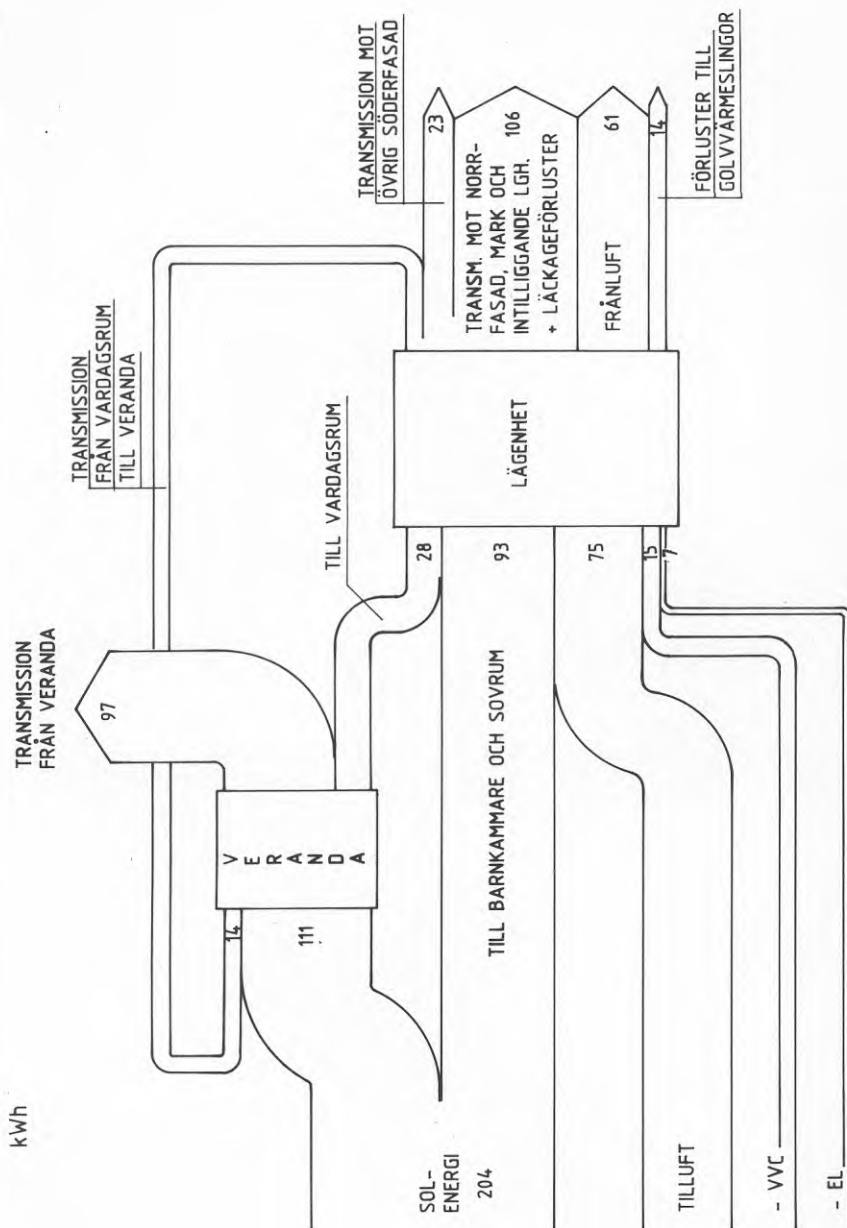 kWh
TRANSMISSION
FRÅN VERANDA
97
TRANSMISSION
FRÅN VARDAGSRUM
TILL VERANDA
TRANSMISSION MOT
ÖVRIG SÖDERFASAD
14
111
VERANDA
TILL VARDAGSRUM
28
23
SOL-
ENERGI
204
TILL BARNKAMMARE OCH SOVRUM
93
LÄGENHET
TRANSM. MOT NORR-
FASAD, MARK OCH
INTILLIGGANDE LGH.
+ LÄCKAGEFÖRLUSTER
106
75
FRÅNLUFT
61
TILLUFT
15
7
14
FÖRLUSTER TILL
GOLVVÄRMESLINGOR
- VVC
- EL